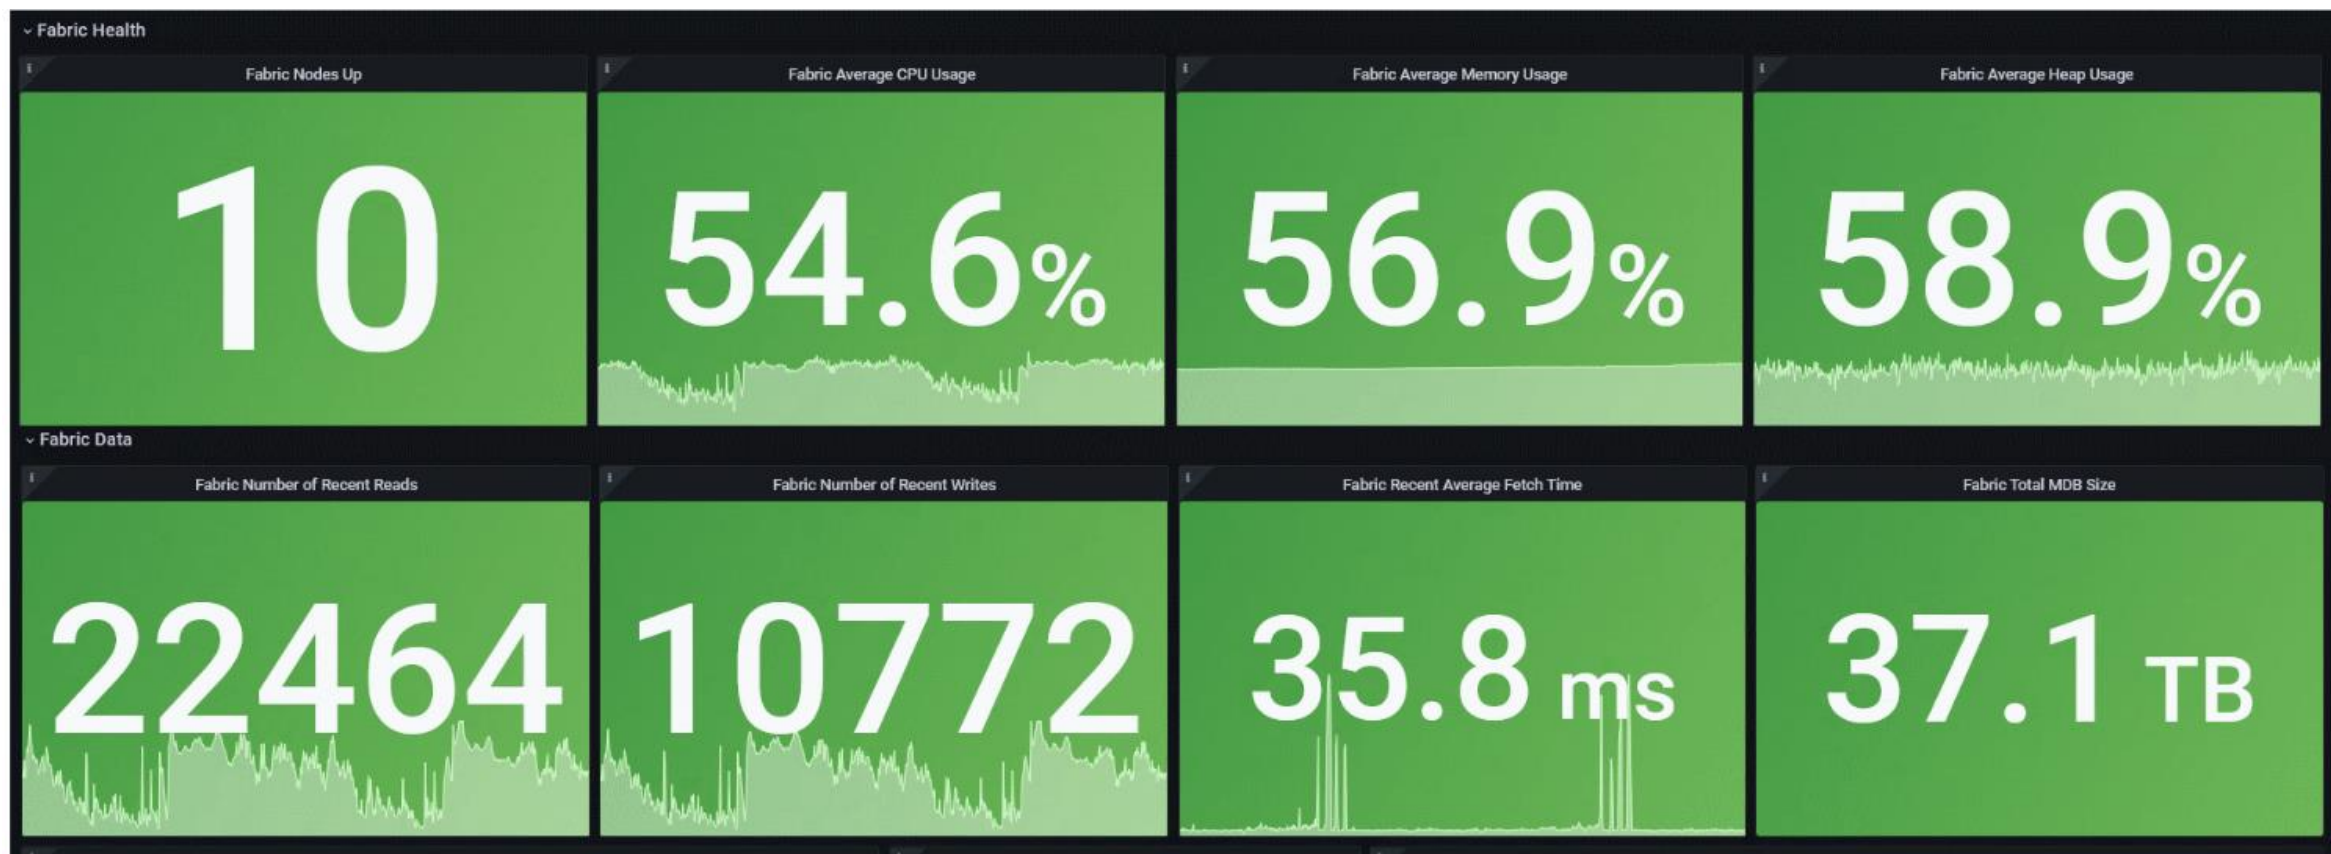 Fabric Health
Fabric Nodes Up
Fabric Average CPU Usage
Fabric Average Memory Usage
Fabric Average Heap Usage
10
54.6%
56.9%
58.9%
Fabric Data
Fabric Number of Recent Reads
Fabric Number of Recent Writes
Fabric Recent Average Fetch Time
Fabric Total MDB Size
22464
10772
35.8 ms
37.1 TB